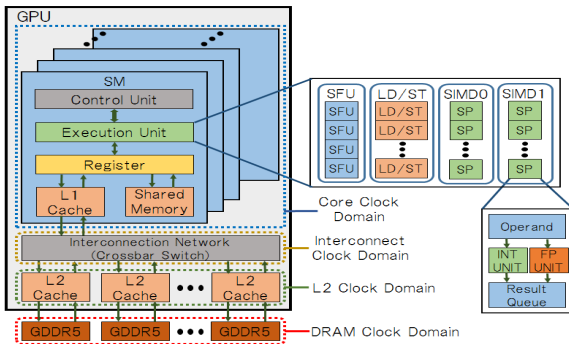 GPU
SM
Control Unit
Execution Unit
Register
L1
Cache
Shared
Memory
Interconnection Network
(Crossbar Switch)
L2
Cache
L2
Cache
L2
Cache
GDDR5
GDDR5
GDDR5
SFU
LD/ST
SIMD0
SIMD1
SFU
LD/ST
SP
SP
SFU
LD/ST
SP
SP
SFU
SFU
LD/ST
SP
SP
Core Clock
Domain
Interconnect
Clock Domain
L2 Clock Domain
DRAM Clock Domain
Operand
INT
UNIT
FP
UNIT
Result
Queue